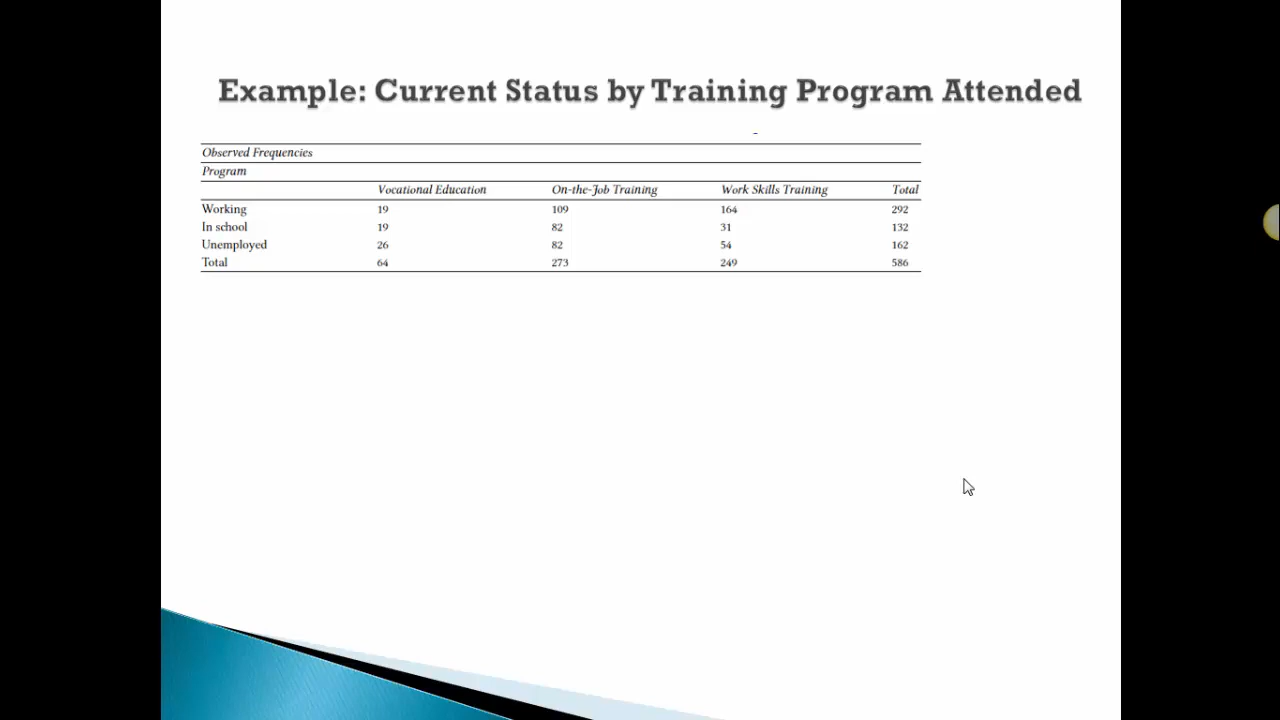 Example: Current Status by Training Program Attended
Observed Frequencies
Program
Vocational Education On-the-Job Training Work Skills Training Total
Working 19 109 164 292
In school 19 82 31 132
Unemployed 26 82 54 162
Total 64 273 249 586